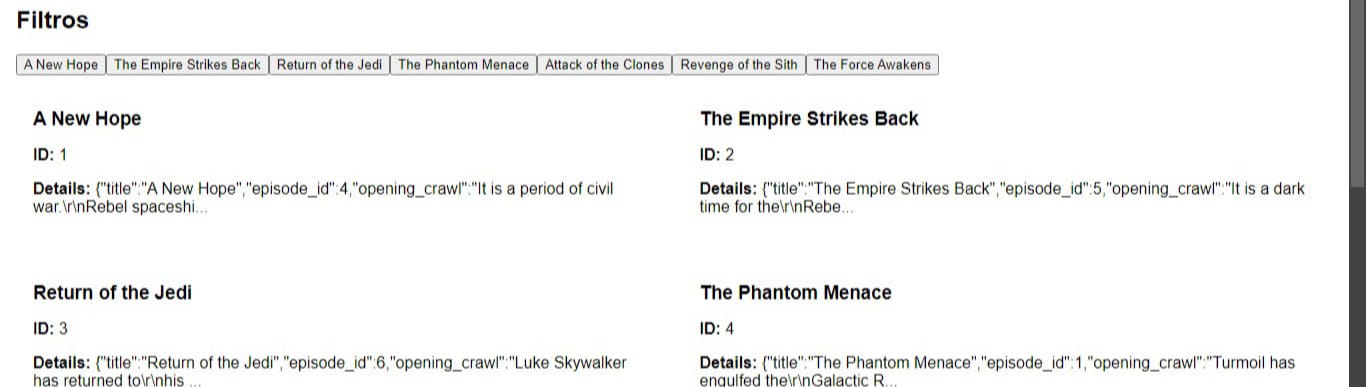 Filtros
A New Hope The Empire Strikes Back Return of the Jedi The Phantom Menace Attack of the Clones Revenge of the Sith The Force Awakens
A New Hope
ID: 1
Details: {"title":"A New Hope","episode_id":4,"opening_crawl":"It is a period of civil
war.\r\nRebel spaceshi...
The Empire Strikes Back
ID: 2
Details: {"title":"The Empire Strikes Back","episode_id":5,"opening_crawl":"It is a dark
time for the\r\nRebe...
Return of the Jedi
ID: 3
Details: {"title":"Return of the Jedi","episode_id":6,"opening_crawl":"Luke Skywalker
has returned to\r\nhis ...
The Phantom Menace
ID: 4
Details: {"title":"The Phantom Menace","episode_id":1,"opening_crawl":"Turmoil has
engulfed the\r\nGalactic R...